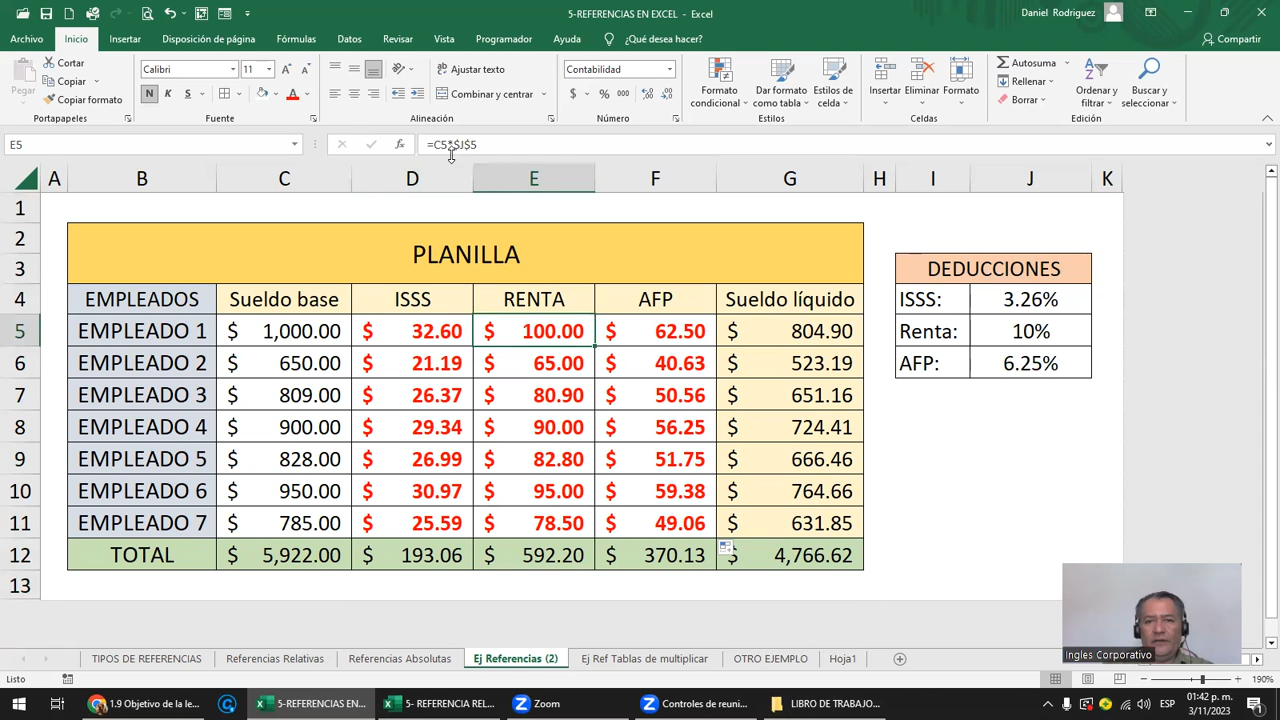 5-REFERENCIAS EN EXCEL - Excel
Daniel Rodriguez
Archivo Inicio Insertar Disposición de página Fórmulas Datos Revisar Vista Programador Ayuda ¿Qué desea hacer? Compartir
Pegar
Cortar
Copiar
Copiar formato
Portapapeles
Calibri 11
N K S
Fuente
Ajustar texto
Combinar y centrar
Alineación
Contabilidad
$ % 000
Número
Formato condicional
Dar formato como tabla
Estilos de celda
Estilos
Insertar Eliminar Formato
Celdas
Autosuma
Rellenar
Borrar
Ordenar y filtrar
Buscar y seleccionar
Edición
E5 fx =C5*$J$5
A B C D E F G H I J K
1
2 PLANILLA
3 DEDUCCIONES
4 EMPLEADOS Sueldo base ISSS RENTA AFP Sueldo líquido ISSS: 3.26%
5 EMPLEADO 1 $ 1,000.00 $ 32.60 $ 100.00 $ 62.50 $ 804.90 Renta: 10%
6 EMPLEADO 2 $ 650.00 $ 21.19 $ 65.00 $ 40.63 $ 523.19 AFP: 6.25%
7 EMPLEADO 3 $ 809.00 $ 26.37 $ 80.90 $ 50.56 $ 651.16
8 EMPLEADO 4 $ 900.00 $ 29.34 $ 90.00 $ 56.25 $ 724.41
9 EMPLEADO 5 $ 828.00 $ 26.99 $ 82.80 $ 51.75 $ 666.46
10 EMPLEADO 6 $ 950.00 $ 30.97 $ 95.00 $ 59.38 $ 764.66
11 EMPLEADO 7 $ 785.00 $ 25.59 $ 78.50 $ 49.06 $ 631.85
12 TOTAL $ 5,922.00 $ 193.06 $ 592.20 $ 370.13 $ 4,766.62
13
Ingles Corporativo
TIPOS DE REFERENCIAS Referencias Relativas Referencias Absolutas Ej Referencias (2) Ej Ref Tablas de multiplicar OTRO EJEMPLO Hoja1
Listo 190%
1.9 Objetivo de la le... 5-REFERENCIAS EN... 5- REFERENCIA REL... Zoom Controles de reuni... LIBRO DE TRABAJO... ESP 01:42 p. m.
3/11/2023